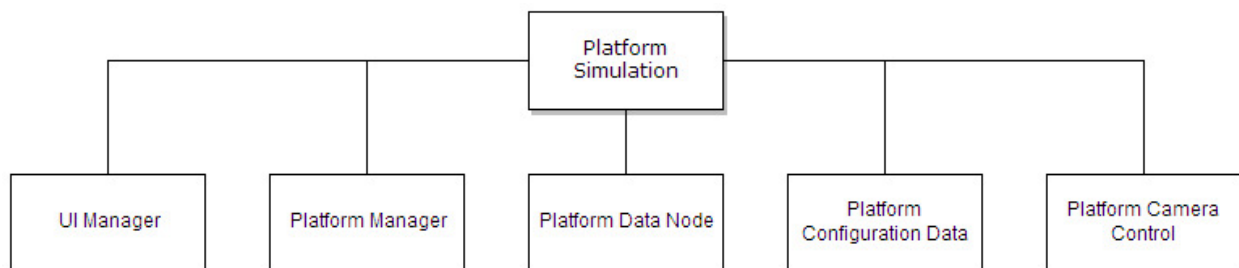 Platform
Simulation
UI Manager
Platform Manager
Platform Data Node
Platform
Configuration Data
Platform Camera
Control